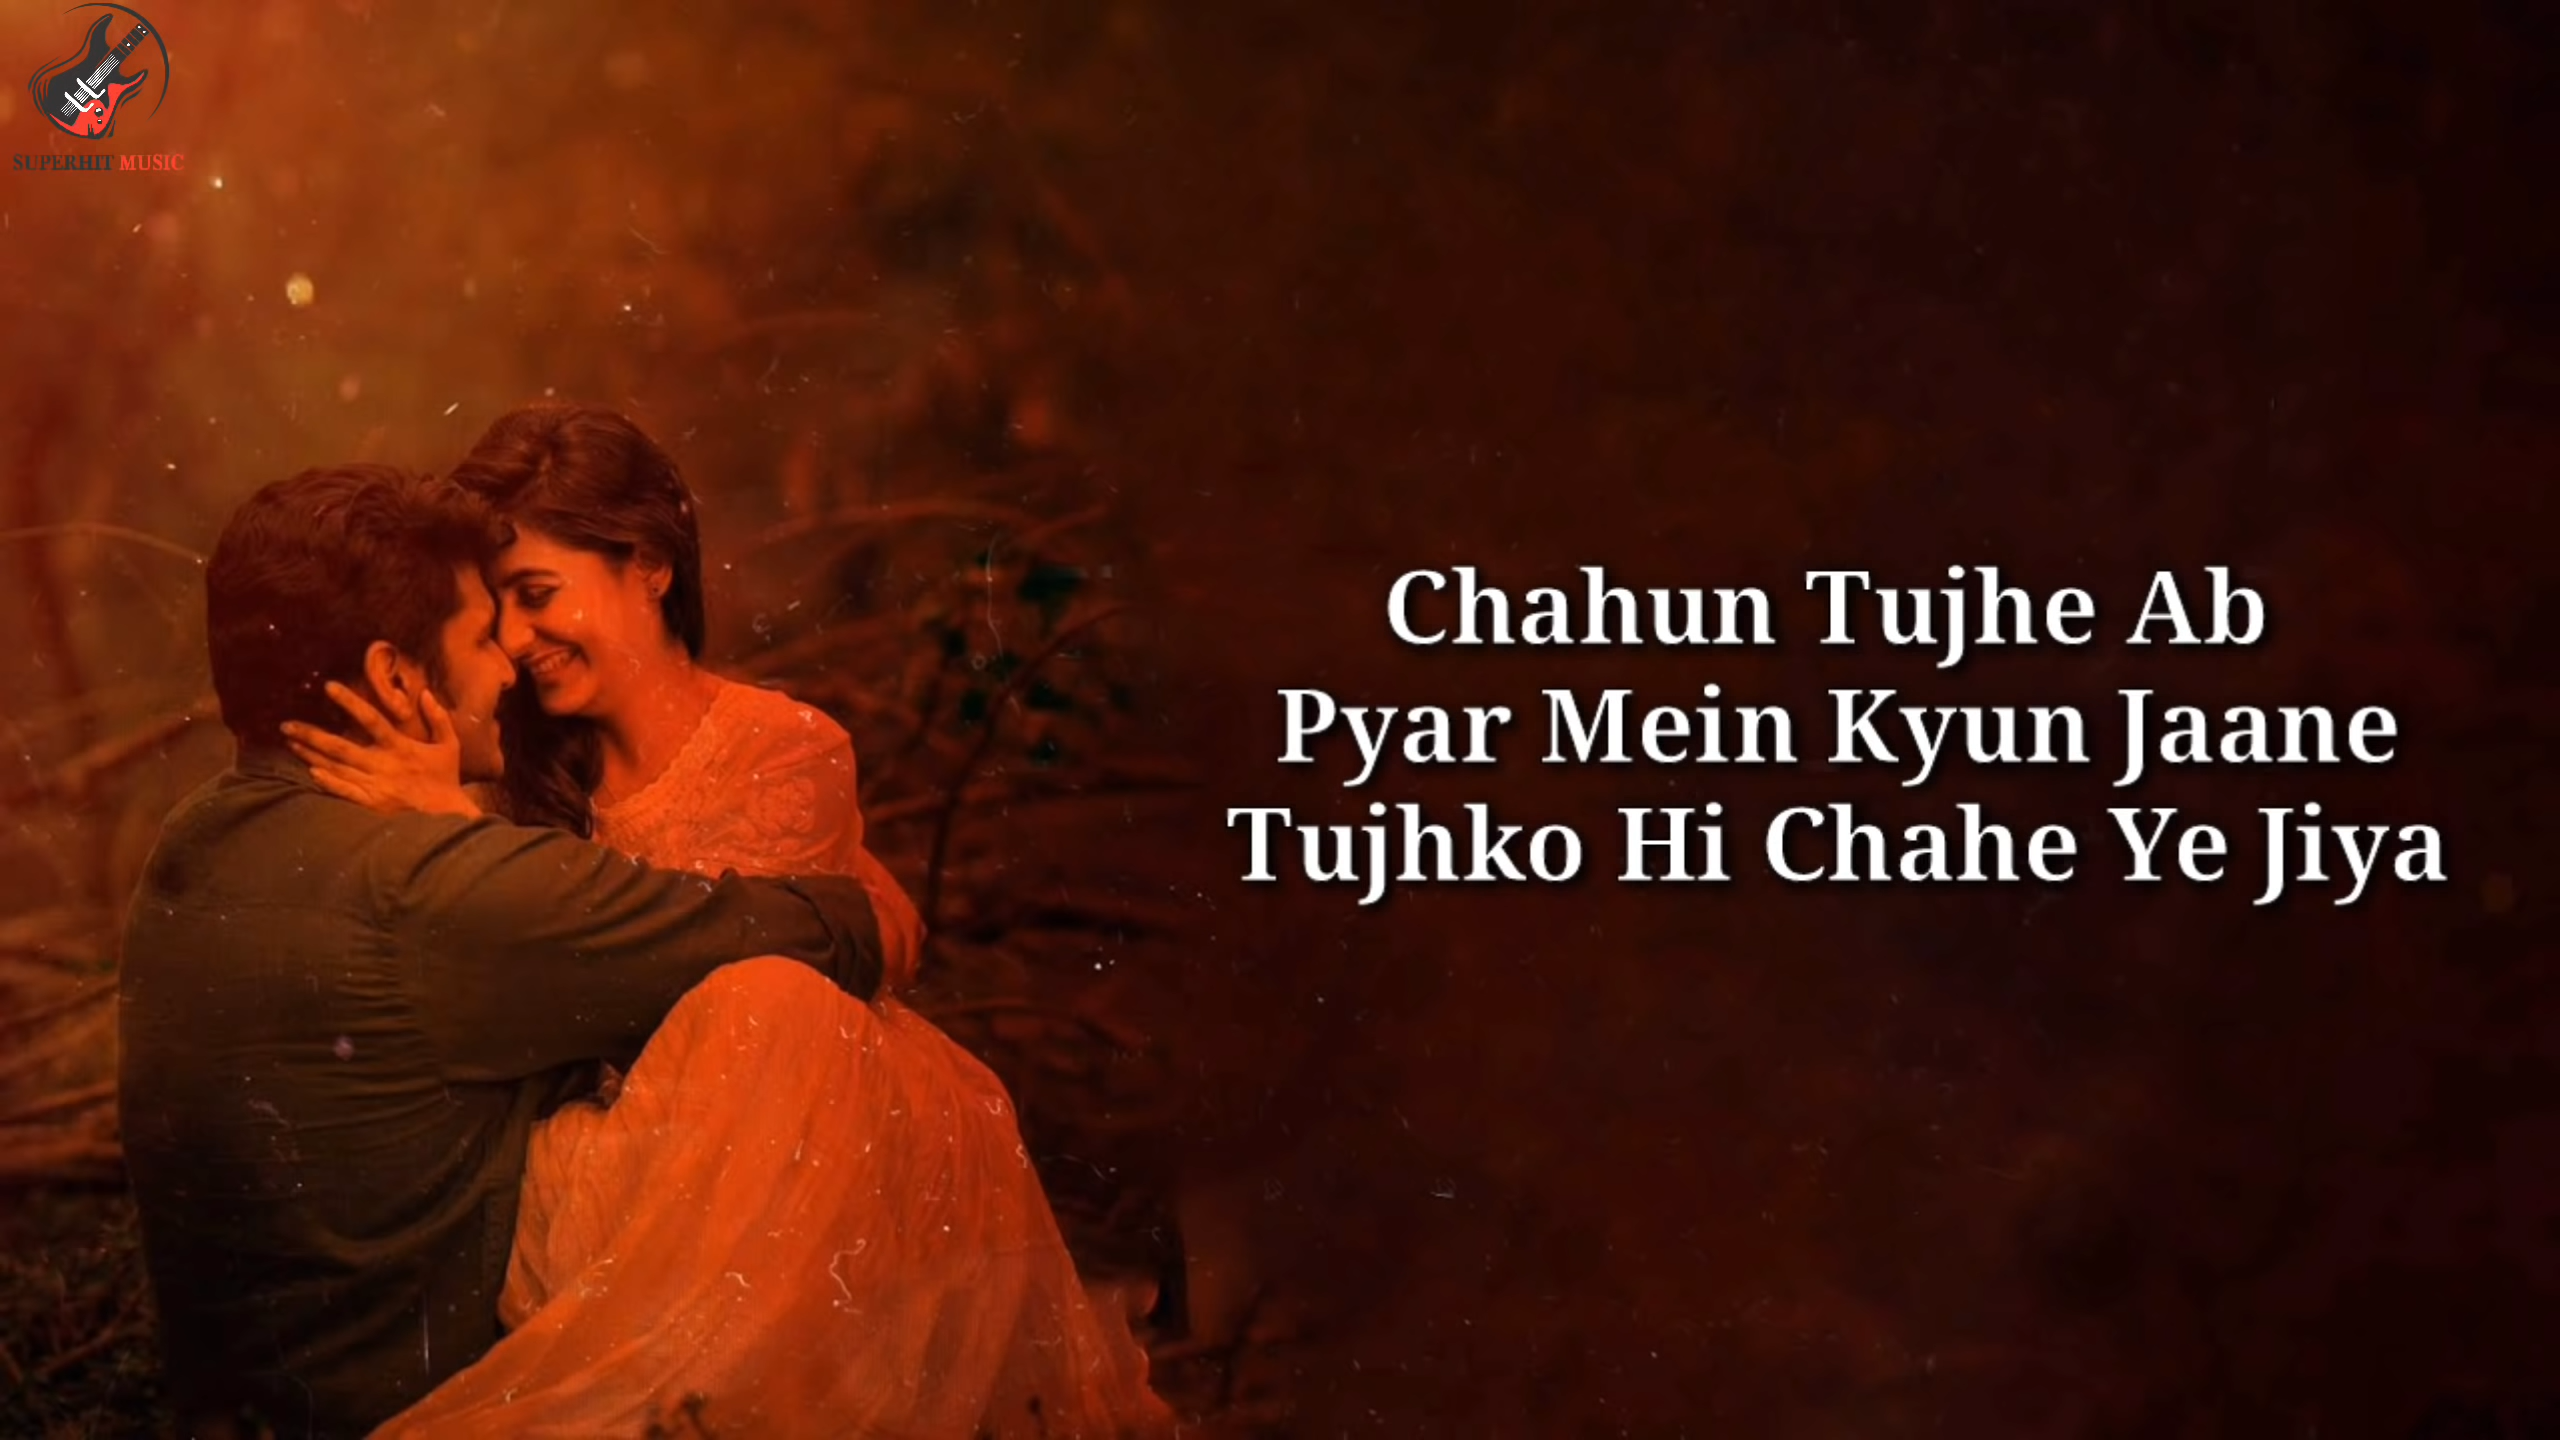 SUPERHIT MUSIC
Chahun Tujhe Ab
Pyar Mein Kyun Jaane
Tujhko Hi Chahe Ye Jiya